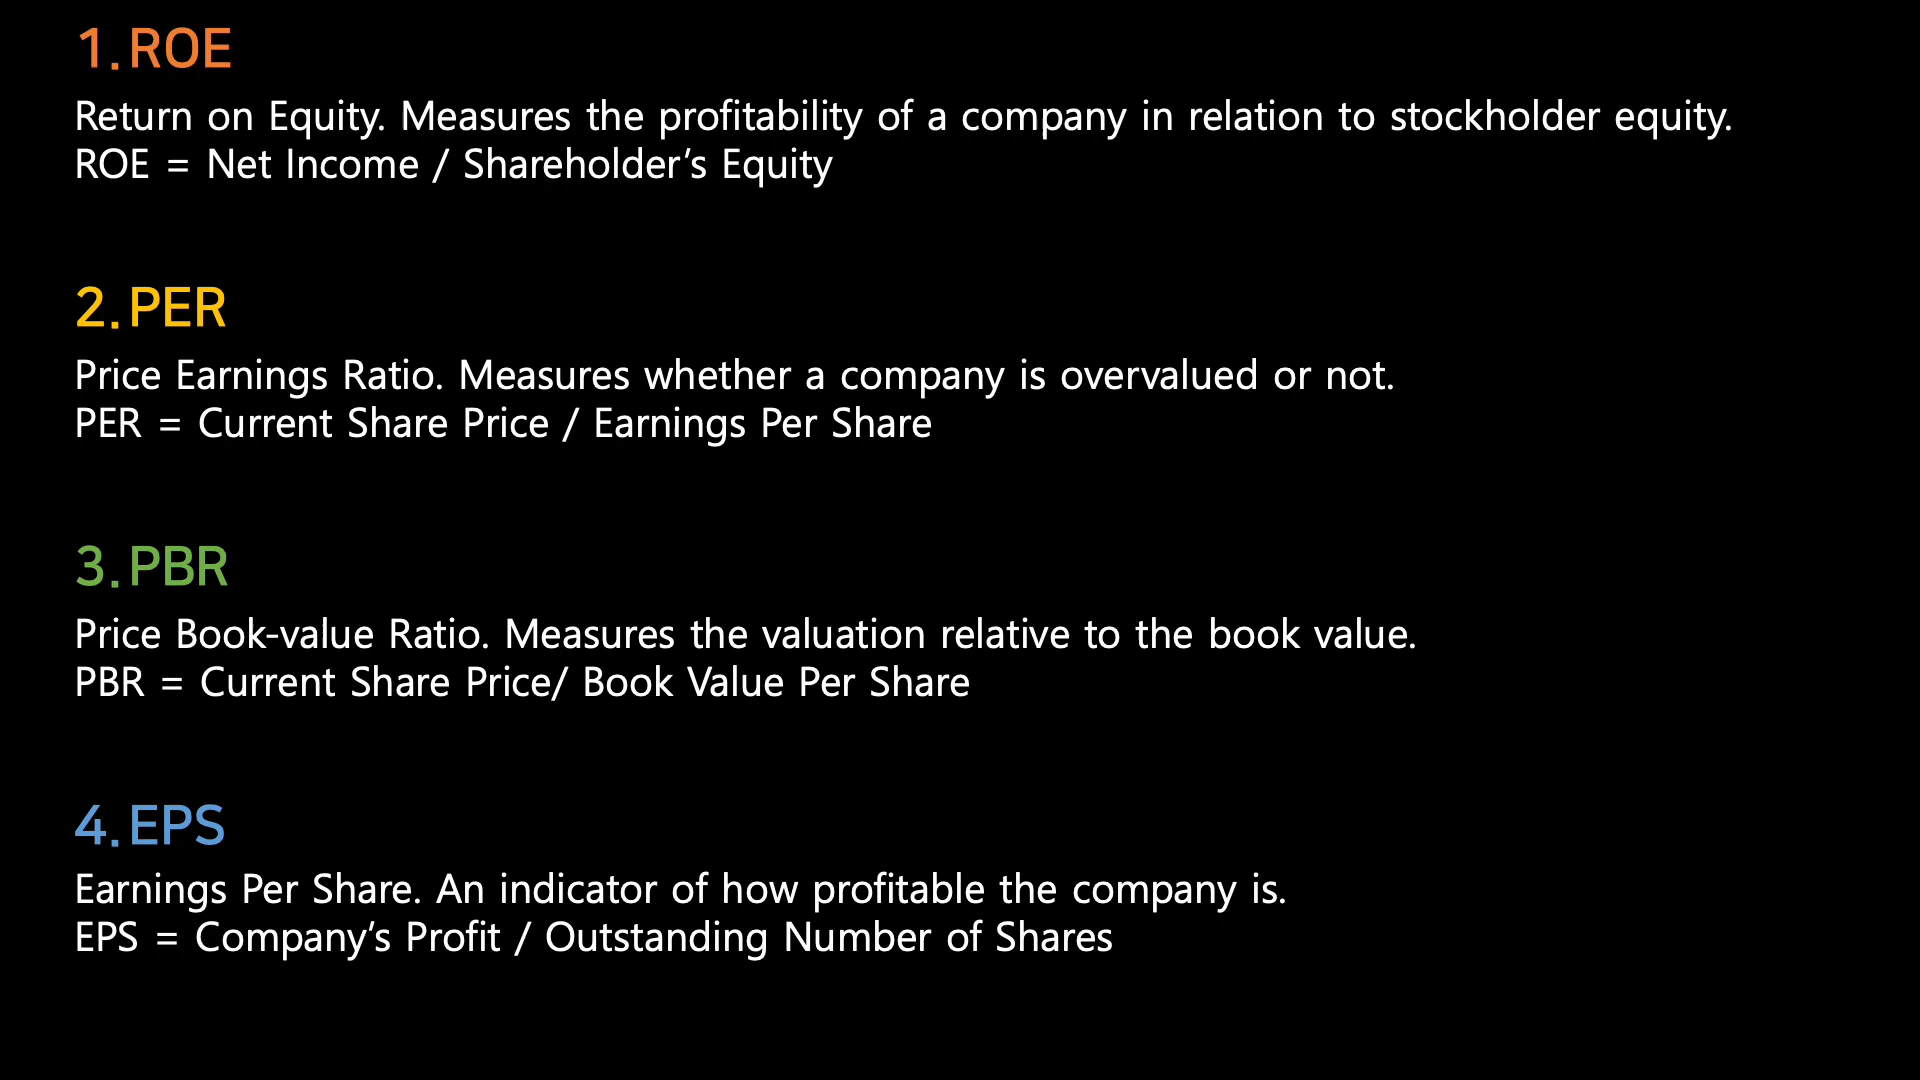 1. ROE
Return on Equity. Measures the profitability of a company in relation to stockholder equity.
ROE = Net Income / Shareholder’s Equity
2. PER
Price Earnings Ratio. Measures whether a company is overvalued or not.
PER = Current Share Price / Earnings Per Share
3. PBR
Price Book-value Ratio. Measures the valuation relative to the book value.
PBR = Current Share Price/ Book Value Per Share
4. EPS
Earnings Per Share. An indicator of how profitable the company is.
EPS = Company’s Profit / Outstanding Number of Shares